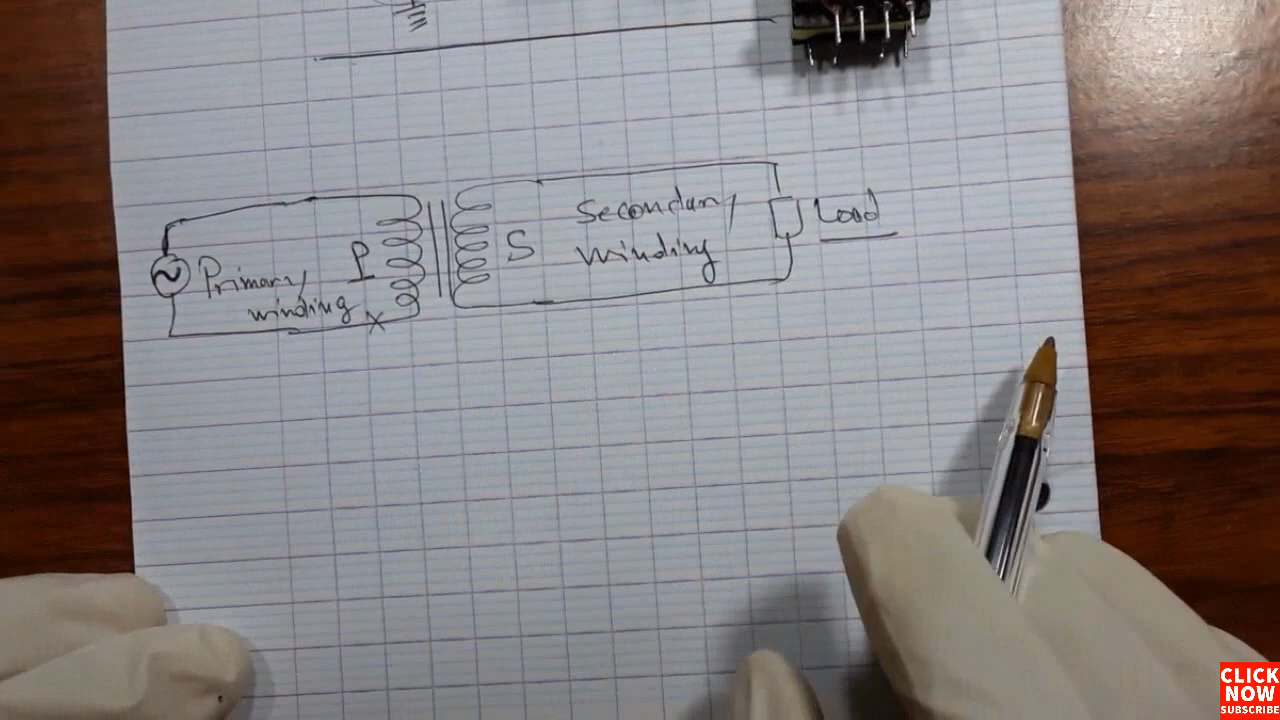 Secondary
winding
S
Load
P
Primary
winding
X
CLICK
NOW
SUBSCRIBE